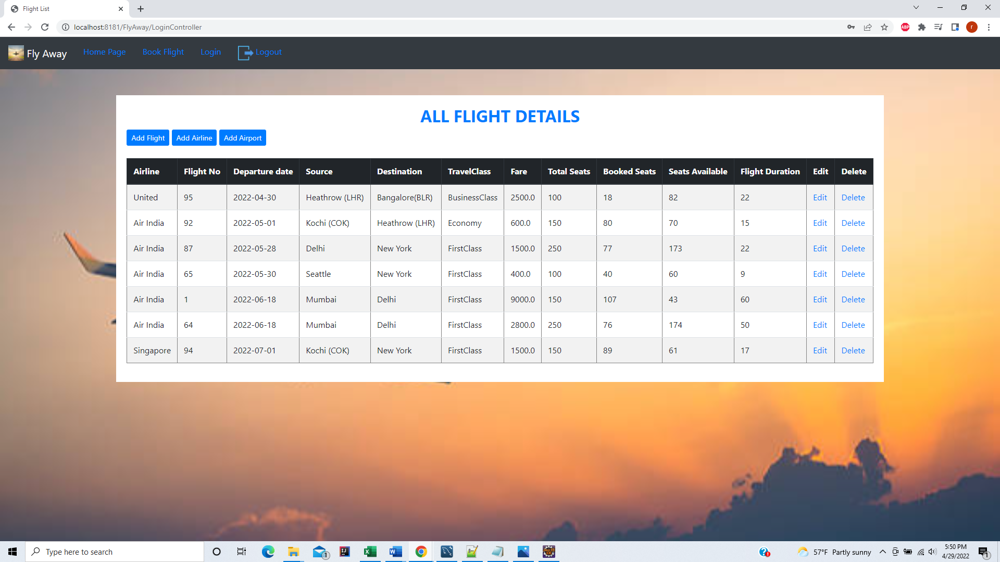 Flight List
localhost:8181/FlyAway/LoginController
ABP
r
Fly Away Home Page Book Flight Login Logout
ALL FLIGHT DETAILS
Add Flight Add Airline Add Airport
Airline Flight No Departure date Source Destination TravelClass Fare Total Seats Booked Seats Seats Available Flight Duration Edit Delete
United 95 2022-04-30 Heathrow (LHR) Bangalore(BLR) BusinessClass 2500.0 100 18 82 22 Edit Delete
Air India 92 2022-05-01 Kochi (COK) Heathrow (LHR) Economy 600.0 150 80 70 15 Edit Delete
Air India 87 2022-05-28 Delhi New York FirstClass 1500.0 250 77 173 22 Edit Delete
Air India 65 2022-05-30 Seattle New York FirstClass 400.0 100 40 60 9 Edit Delete
Air India 1 2022-06-18 Mumbai Delhi FirstClass 9000.0 150 107 43 60 Edit Delete
Air India 64 2022-06-18 Mumbai Delhi FirstClass 2800.0 250 76 174 50 Edit Delete
Singapore 94 2022-07-01 Kochi (COK) New York FirstClass 1500.0 150 89 61 17 Edit Delete
Type here to search
1
IJ
57°F Partly sunny
5:50 PM
4/29/2022
1